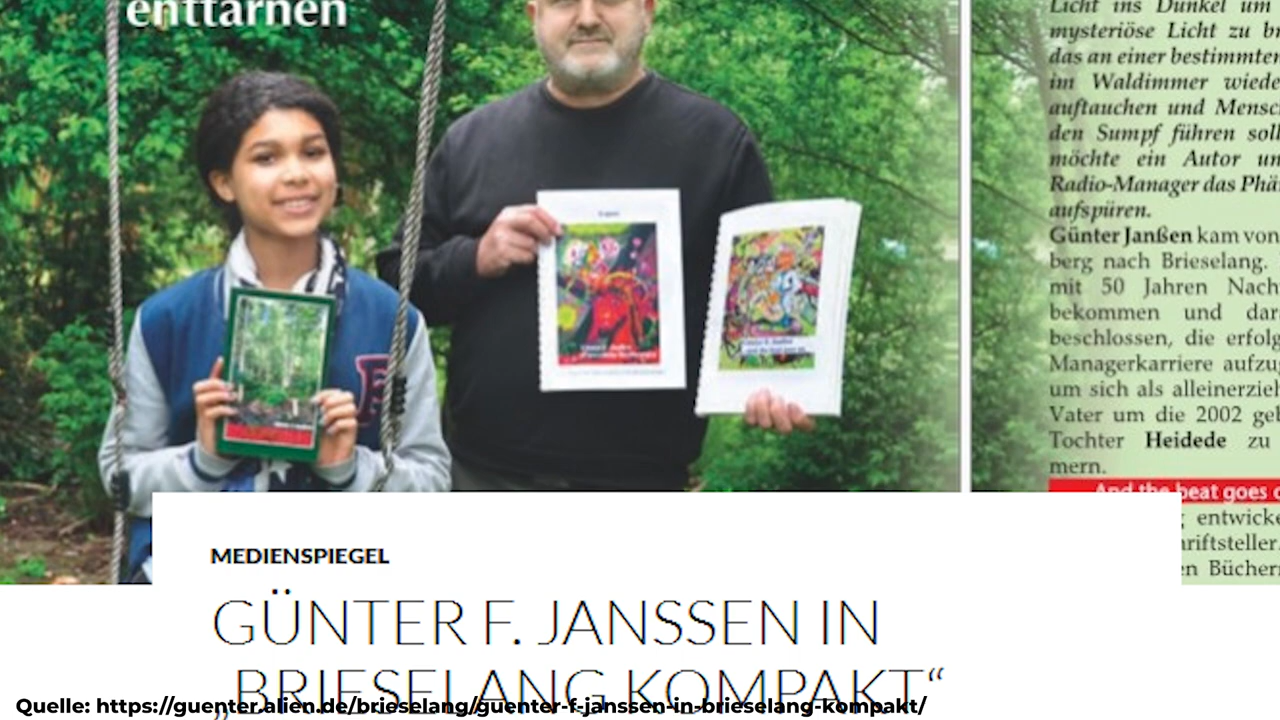 enttarnen
Licht ins Dunkel um
mysteriöse Licht zu br
das an einer bestimmten
im Waldimmer wiede
auftauchen und Mensc
den Sumpf führen soll
möchte ein Autor un
Radio-Manager das Phä
aufspüren.
Günter Janßen kam von
berg nach Brieselang.
mit 50 Jahren Nach
bekommen und dar
beschlossen, die erfolg
Managerkarriere aufzug
um sich als alleinerzieh
Vater um die 2002 geb
Tochter Heidede zu
mern.
And the beat goes o
entwicke
hriftsteller.
en Bücher
MEDIENSPIEGEL
GÜNTER F. JANSSEN IN
„BRIESELANG KOMPAKT“
Quelle: https://guenter.alien.de/brieselang/guenter-f-janssen-in-brieselang-kompakt/